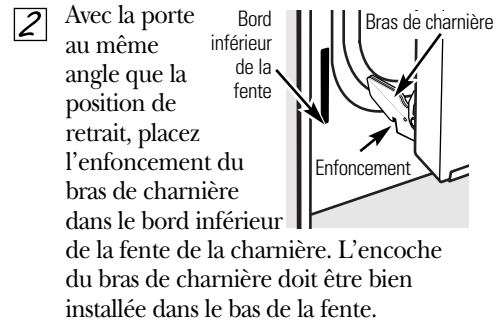 2
Avec la porte
au même
angle que la
position de
retrait, placez
l’enfoncement du
bras de charnière
dans le bord inférieur
de la fente de la charnière. L’encoche
du bras de charnière doit être bien
installée dans le bas de la fente.
Bord
inférieur
de la
fente
Bras de charnière
Enfoncement